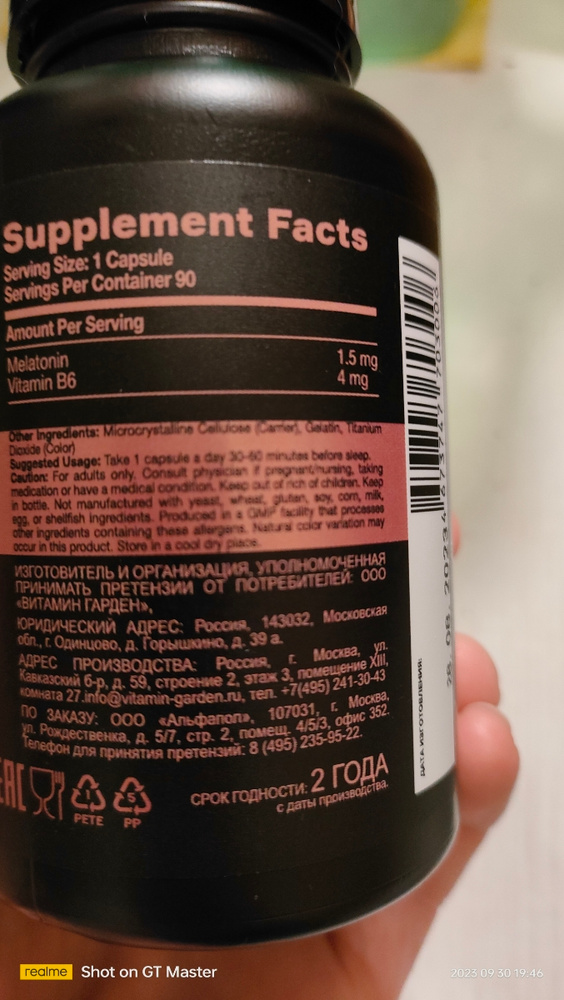 Supplement Facts
Serving Size: 1 Capsule
Servings Per Container 90
Amount Per Serving
Melatonin 1.5 mg
Vitamin B6 4 mg
Other Ingredients: Microcrystalline Cellulose (Carrier), Gelatin, Titanium
Dioxide (Color)
Suggested Usage: Take 1 capsule a day 30-60 minutes before sleep.
Caution: For adults only. Consult physician if pregnant/nursing, taking
medication or have a medical condition. Keep out of rich of children. Keep
in bottle. Not manufactured with yeast, wheat, gluten, soy, corn, milk,
egg, or shellfish ingredients. Produced in a GMP facility that processes
other ingredients containing these allergens. Natural color variation may
occur in this product. Store in a cool dry place.
ИЗГОТОВИТЕЛЬ И ОРГАНИЗАЦИЯ, УПОЛНОМОЧЕННАЯ
ПРИНИМАТЬ ПРЕТЕНЗИИ ОТ ПОТРЕБИТЕЛЕЙ: ООО
«ВИТАМИН ГАРДЕН»,
ЮРИДИЧЕСКИЙ АДРЕС: Россия, 143032, Московская
обл., г. Одинцово, д. Горышкино, д. 39 а.
АДРЕС ПРОИЗВОДСТВА: Россия, г. Москва, ул.
Кавказский б-р, д. 59, строение 2, этаж 3, помещение XIII,
комната 27.info@vitamin-garden.ru, тел. +7(495) 241-30-43
ПО ЗАКАЗУ: ООО «Альфапоп», 107031, г. Москва,
ул. Рождественка, д. 5/7, стр. 2, помещ. 4/5/3, офис 352.
Телефон для принятия претензий: 8 (495) 235-95-22.
EAC
1 PETE
5 PP
СРОК ГОДНОСТИ: 2 ГОДА
с даты производства.
ДАТА ИЗГОТОВЛЕНИЯ:
28. 08. 2023
realme Shot on GT Master
2023.09.30 19:46